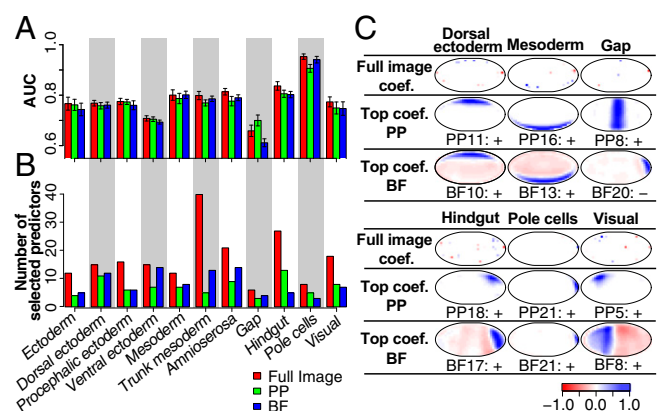 A
AUC
1.0
0.8
0.6
B
Number of
selected predictors
40
30
20
10
0
Ectoderm
Dorsal ectoderm
Procephalic ectoderm
Ventral ectoderm
Mesoderm
Trunk mesoderm
Amnioserosa
Gap
Hindgut
Pole cells
Visual
Full Image
PP
BF
C
Dorsal
ectoderm Mesoderm Gap
Full image
coef.
Top coef.
PP
PP11: + PP16: + PP8: +
Top coef.
BF
BF10: + BF13: + BF20: −
Hindgut Pole cells Visual
Full image
coef.
Top coef.
PP
PP18: + PP21: + PP5: +
Top coef.
BF
BF17: + BF21: + BF8: +
−1.0 0.0 1.0